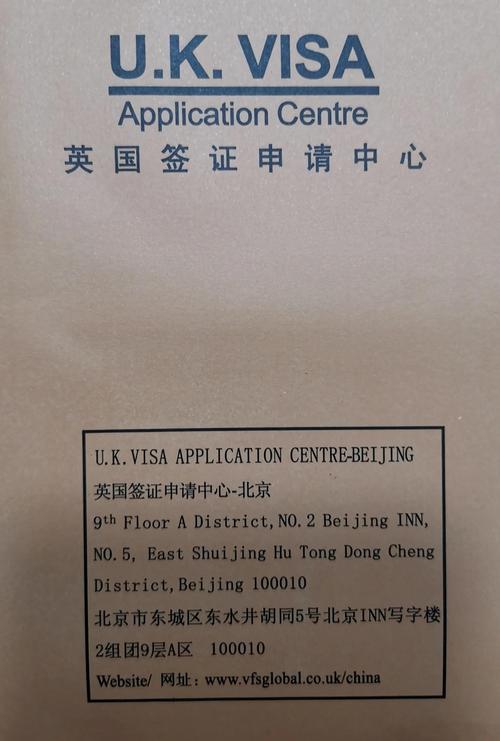 U.K. VISA
Application Centre
英国签证申请中心
U.K.VISA APPLICATION CENTRE-BEIJING
英国签证申请中心-北京
9th Floor A District,NO.2 Beijing INN,
NO.5, East Shuijing Hu Tong Dong Cheng
District,Beijing 100010
北京市东城区东水井胡同5号北京INN写字楼
2组团9层A区 100010
Website/ 网址: www.vfsglobal.co.uk/china